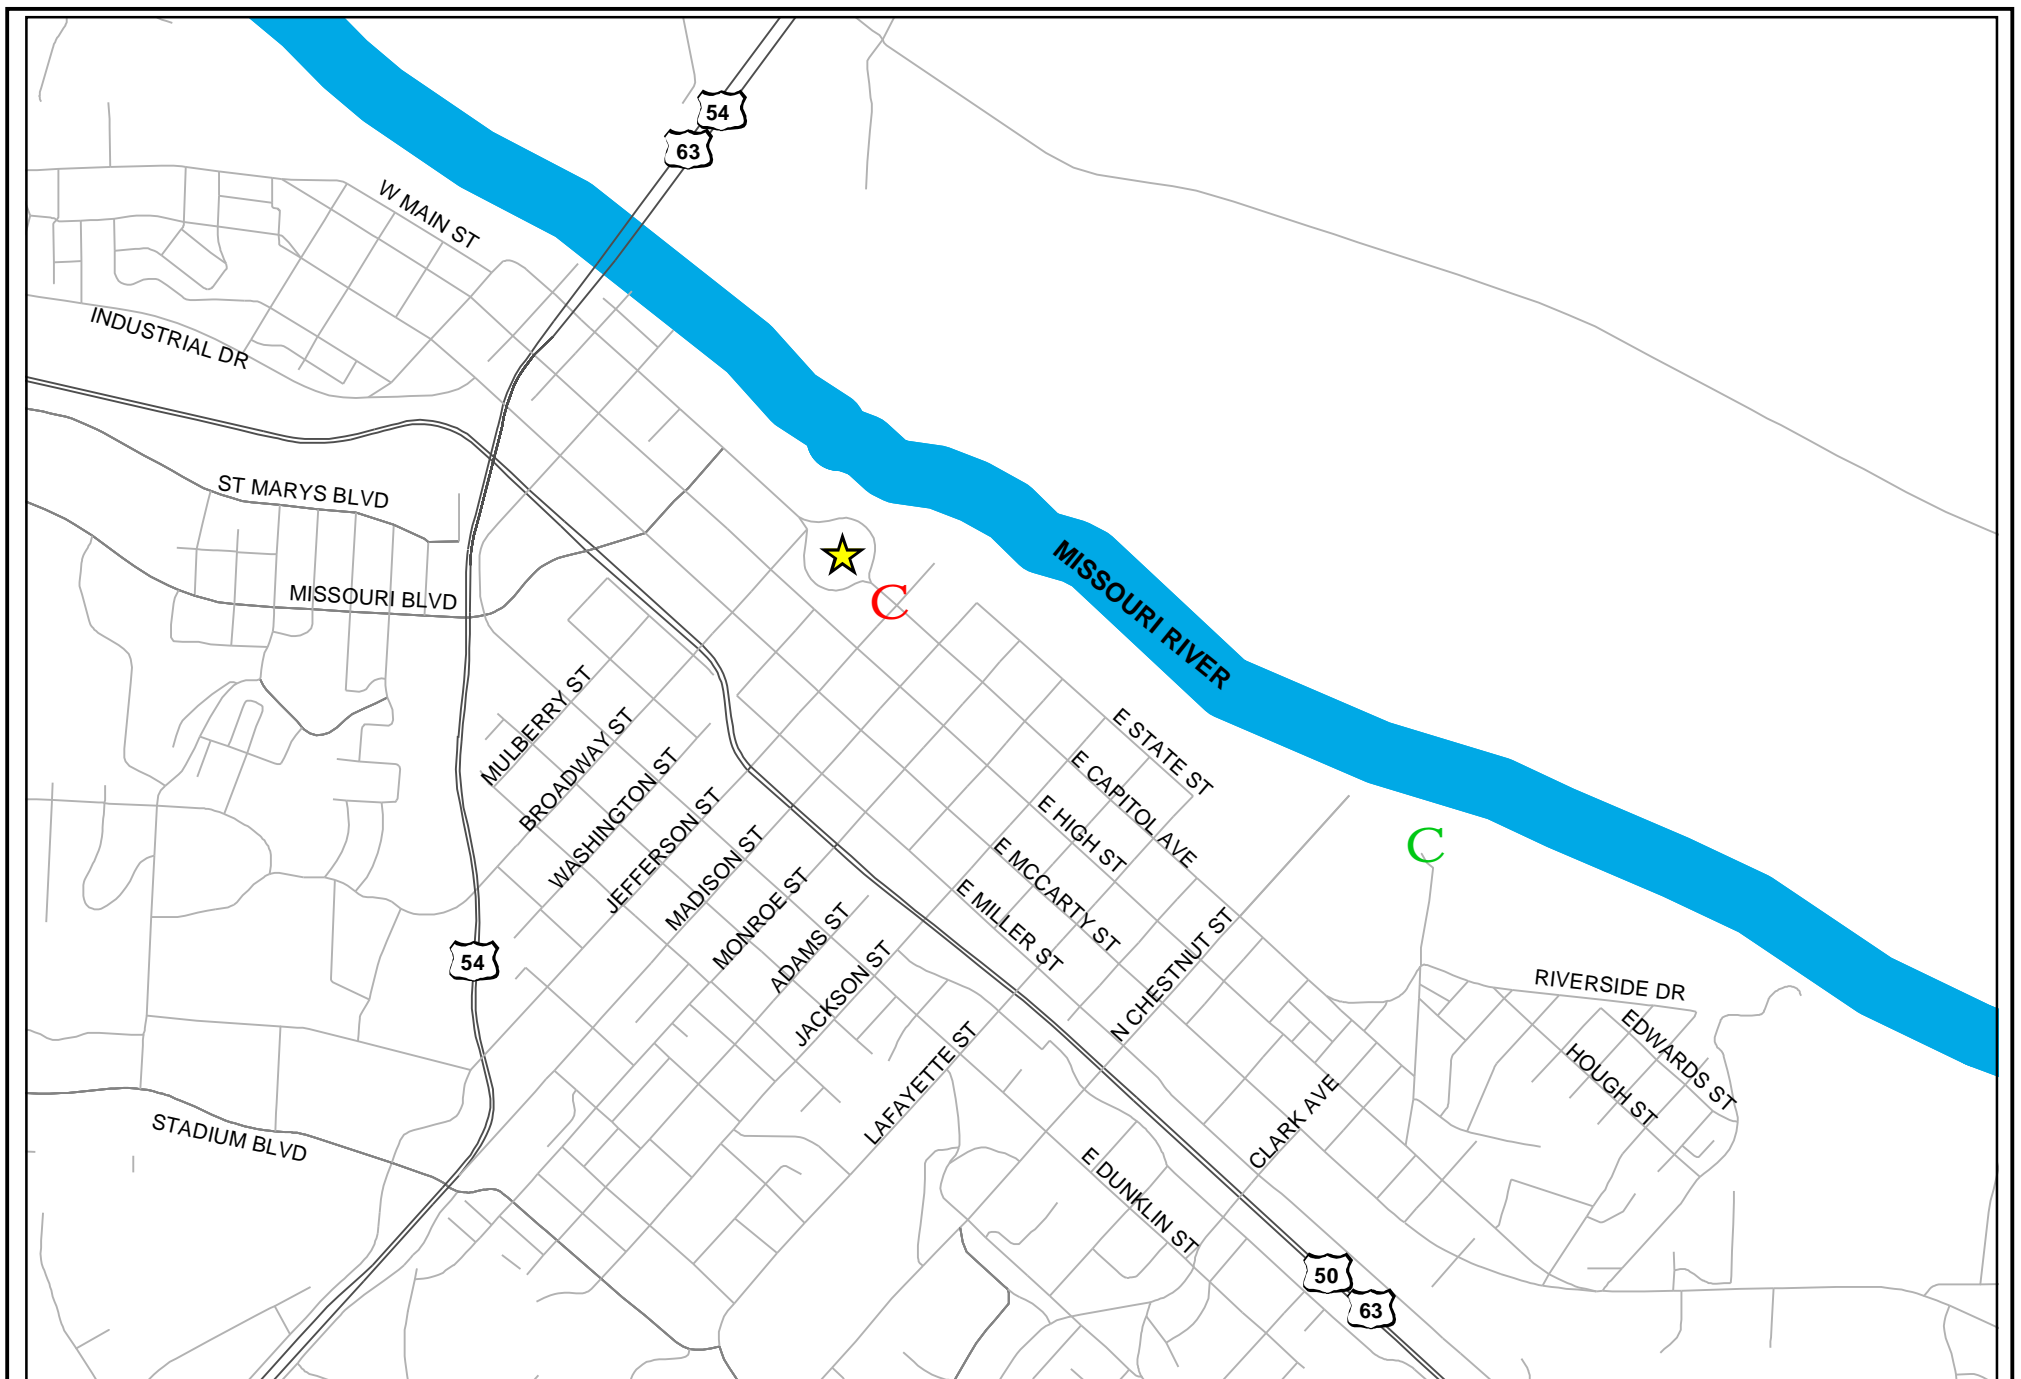 54
63
W MAIN ST
INDUSTRIAL DR
ST MARYS BLVD
MISSOURI BLVD
C
MISSOURI RIVER
MULBERRY ST
BROADWAY ST
WASHINGTON ST
JEFFERSON ST
MADISON ST
MONROE ST
ADAMS ST
JACKSON ST
LAFAYETTE ST
E STATE ST
E CAPITOL AVE
E HIGH ST
E MCCARTY ST
E MILLER ST
N CHESTNUT ST
C
54
RIVERSIDE DR
EDWARDS ST
HOUGH ST
CLARK AVE
STADIUM BLVD
E DUNKLIN ST
50
63